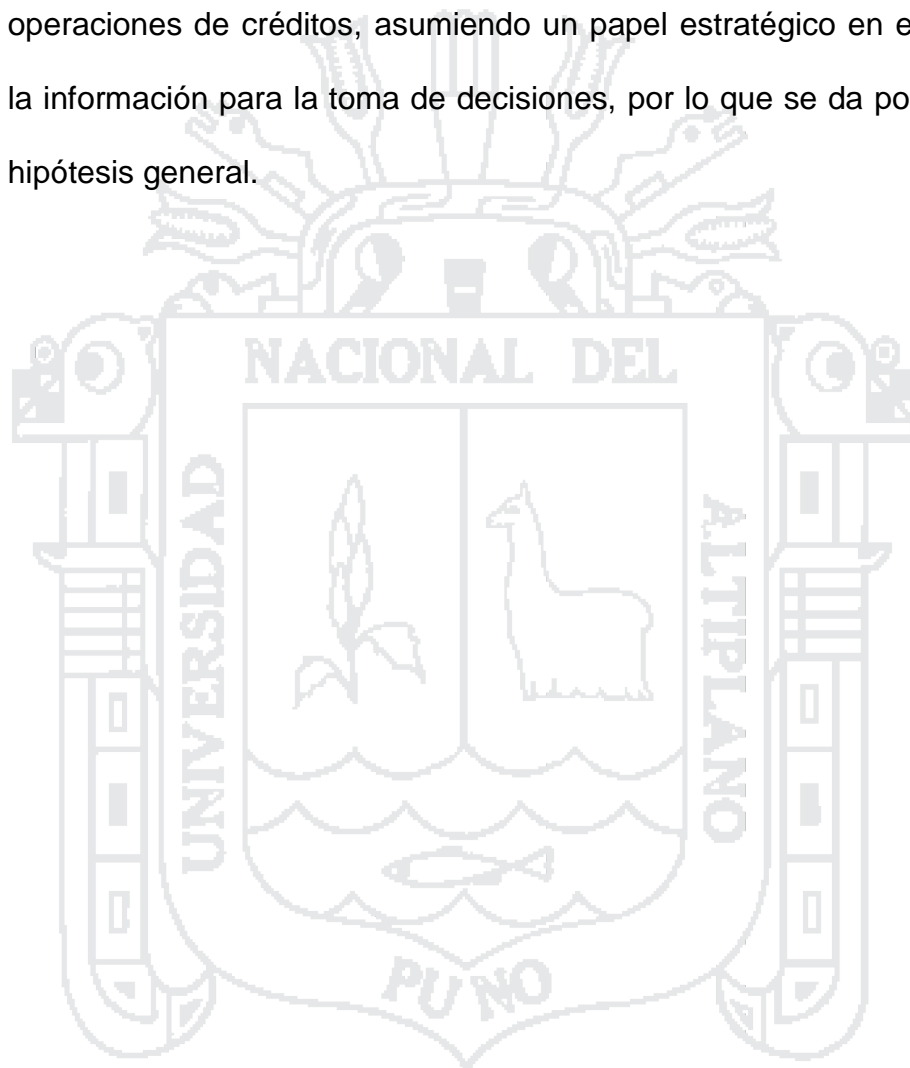 operaciones de créditos, asumiendo un papel estratégico en e
la información para la toma de decisiones, por lo que se da po
hipótesis general.
NACIONAL DEL
UNIVERSIDAD
ALTIPLANO
PUNO